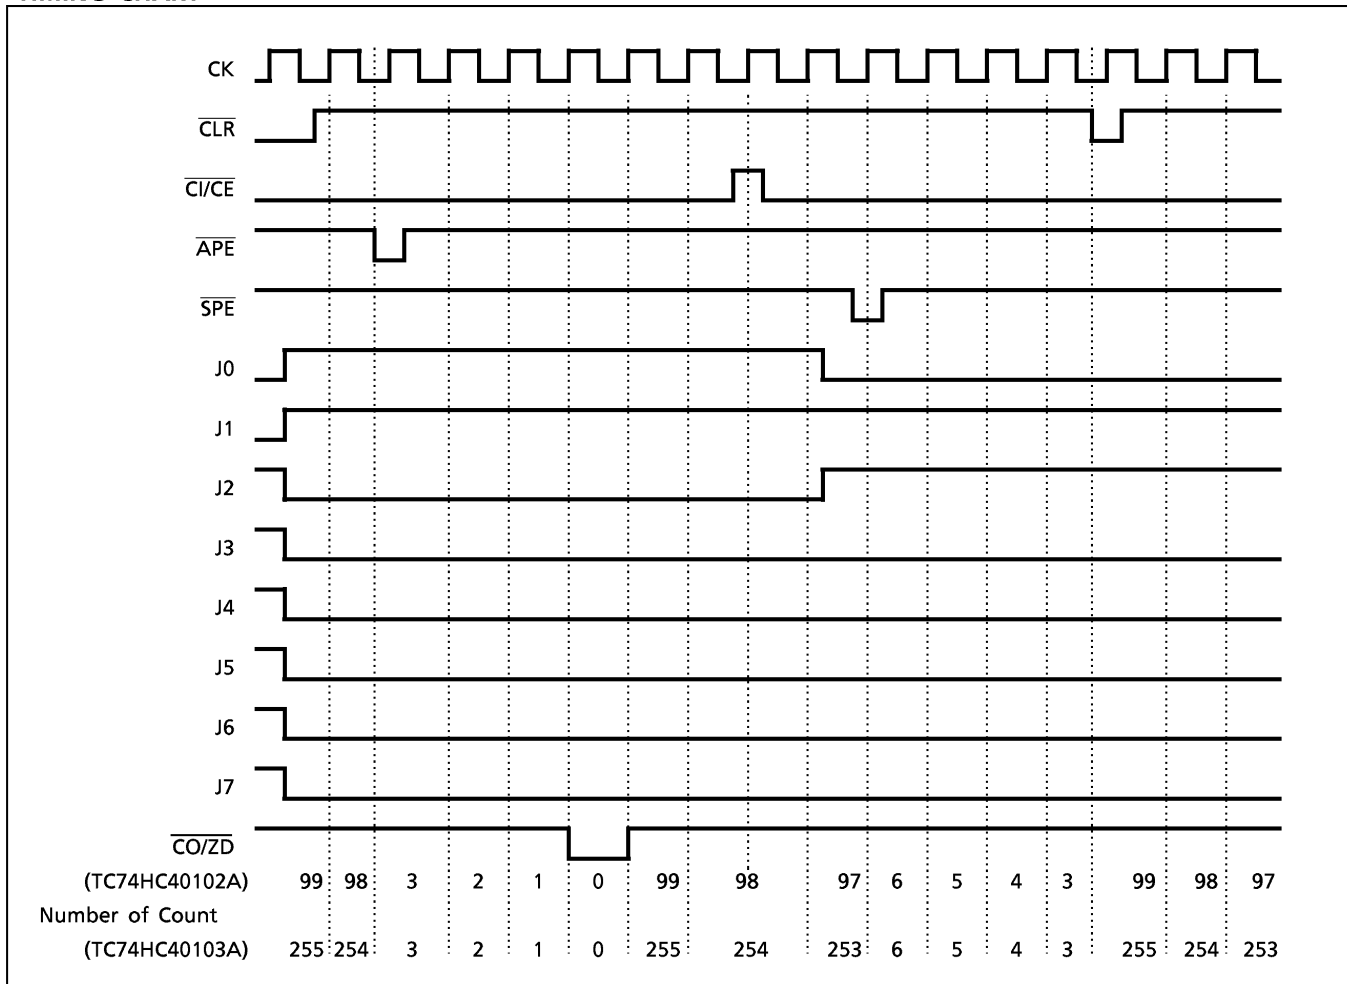 TIMING CHART
CK
CLR
CI/CE
APE
SPE
J0
J1
J2
J3
J4
J5
J6
J7
CO/ZD
(TC74HC40102A) 99 98 3 2 1 0 99 98 97 6 5 4 3 99 98 97
Number of Count
(TC74HC40103A) 255 254 3 2 1 0 255 254 253 6 5 4 3 255 254 253